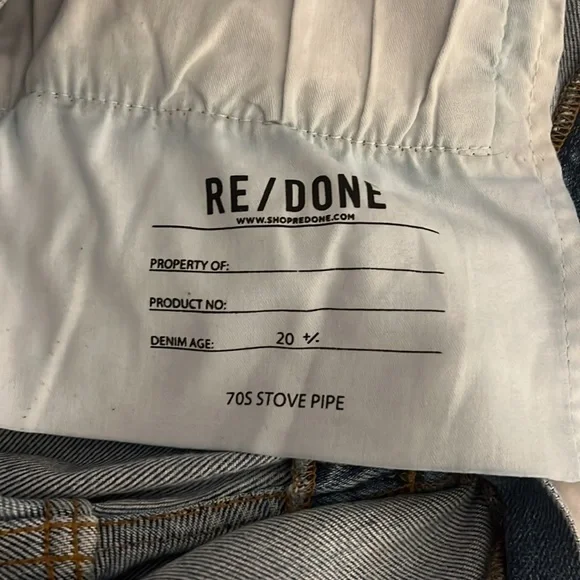 RE/DONE
WWW.SHOPREDONE.COM
PROPERTY OF:
PRODUCT NO:
DENIM AGE: 20 +/-
70S STOVE PIPE